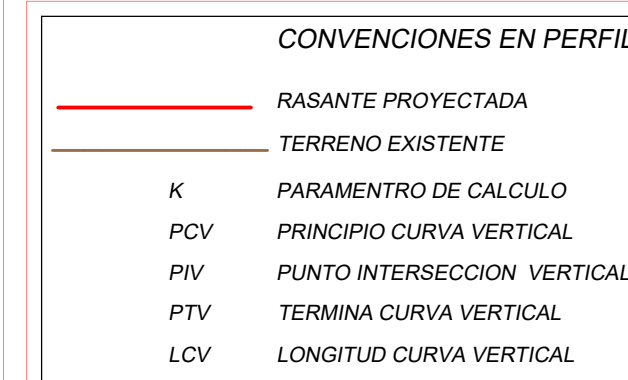 CONVENCIONES EN PERFIL
RASANTE PROYECTADA
TERRENO EXISTENTE
K PARAMENTRO DE CALCULO
PCV PRINCIPIO CURVA VERTICAL
PIV PUNTO INTERSECCION VERTICAL
PTV TERMINA CURVA VERTICAL
LCV LONGITUD CURVA VERTICAL